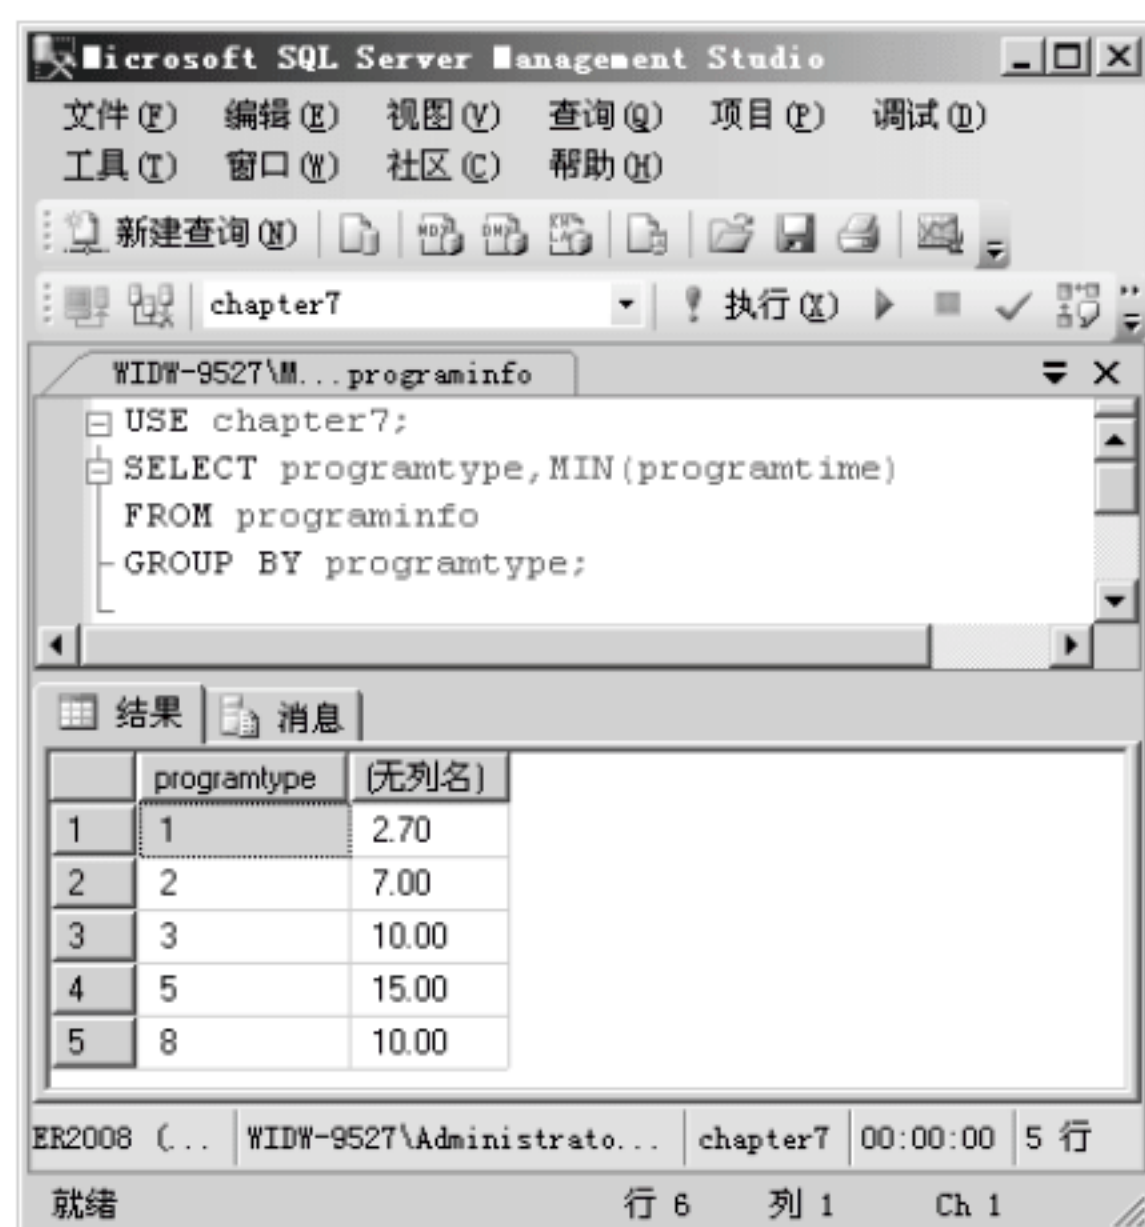 Microsoft SQL Server Management Studio
文件(F) 编辑(E) 视图(V) 查询(Q) 项目(P) 调试(D)
工具(T) 窗口(W) 社区(C) 帮助(H)
新建查询(N)
chapter7 执行(X)
WIDW-9527\M...programinfo
USE chapter7;
SELECT programtype,MIN(programtime)
FROM programinfo
GROUP BY programtype;
结果 消息
programtype (无列名)
1 1 2.70
2 2 7.00
3 3 10.00
4 5 15.00
5 8 10.00
ER2008 (... WIDW-9527\Administrato... chapter7 00:00:00 5 行
就绪 行 6 列 1 Ch 1